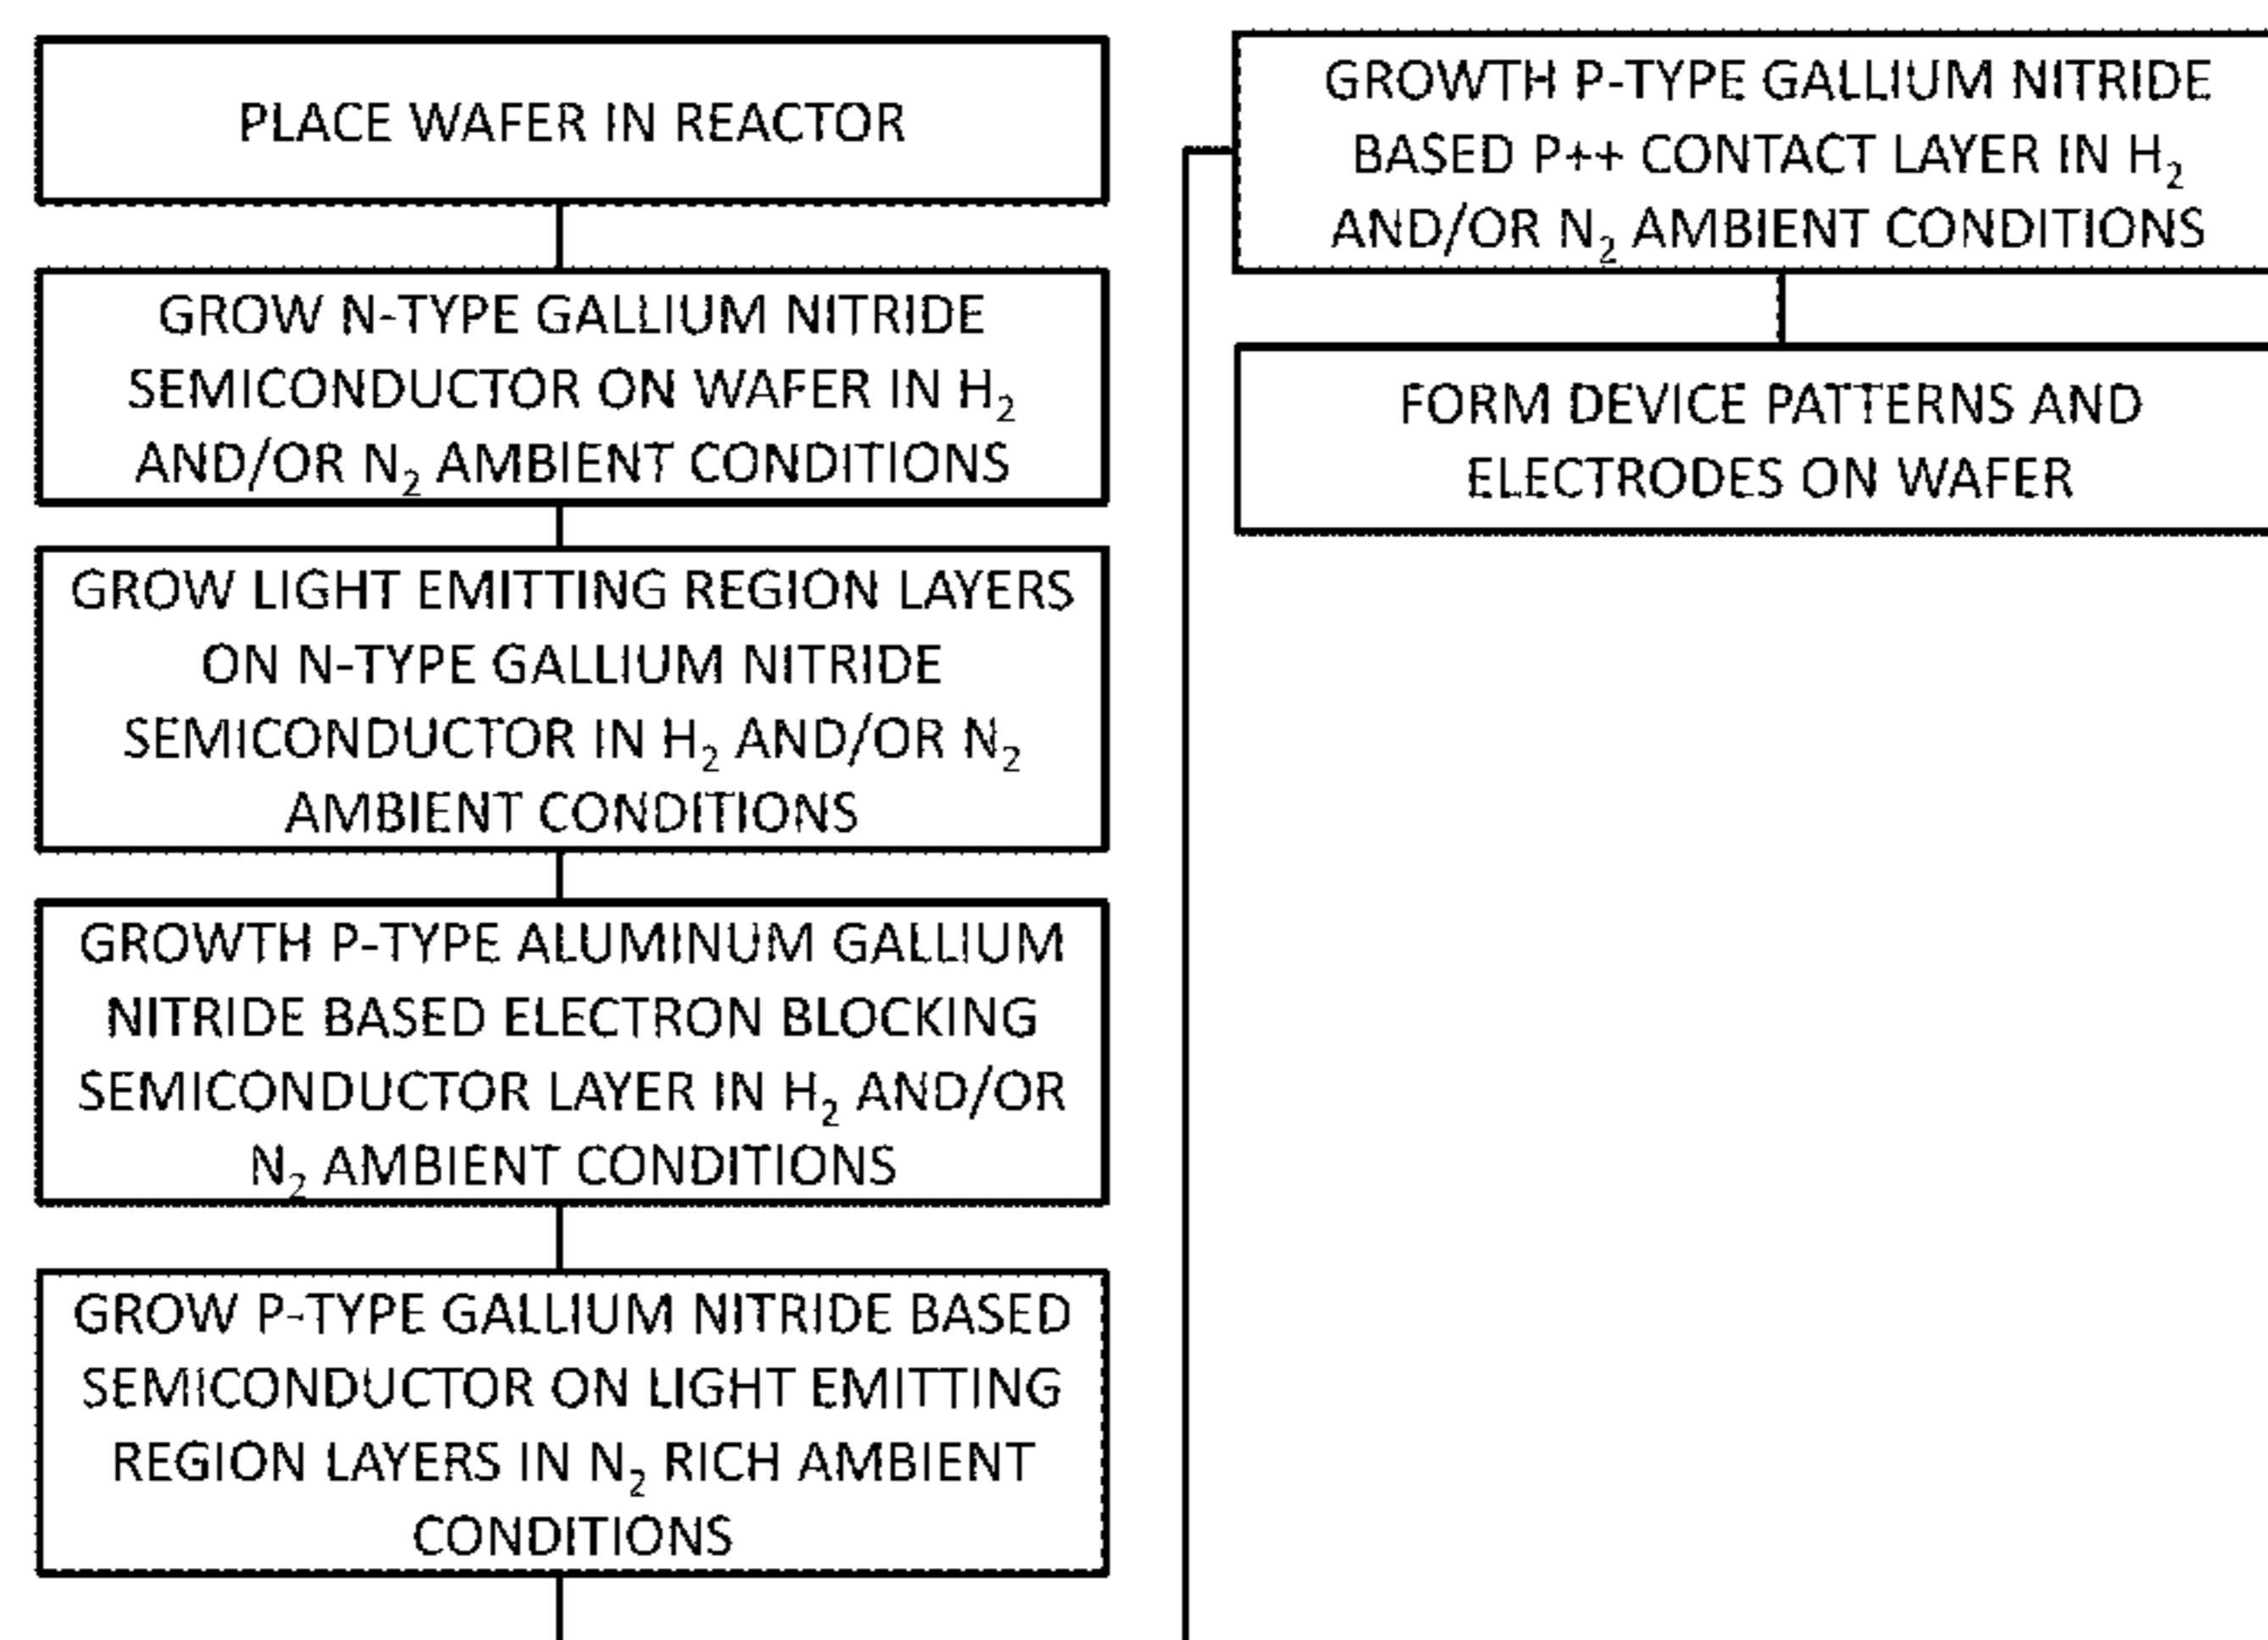 PLACE WAFER IN REACTOR
GROW N-TYPE GALLIUM NITRIDE
SEMICONDUCTOR ON WAFER IN H₂
AND/OR N₂ AMBIENT CONDITIONS
GROW LIGHT EMITTING REGION LAYERS
ON N-TYPE GALLIUM NITRIDE
SEMICONDUCTOR IN H₂ AND/OR N₂
AMBIENT CONDITIONS
GROWTH P-TYPE ALUMINUM GALLIUM
NITRIDE BASED ELECTRON BLOCKING
SEMICONDUCTOR LAYER IN H₂ AND/OR
N₂ AMBIENT CONDITIONS
GROW P-TYPE GALLIUM NITRIDE BASED
SEMICONDUCTOR ON LIGHT EMITTING
REGION LAYERS IN N₂ RICH AMBIENT
CONDITIONS
GROWTH P-TYPE GALLIUM NITRIDE
BASED P++ CONTACT LAYER IN H₂
AND/OR N₂ AMBIENT CONDITIONS
FORM DEVICE PATTERNS AND
ELECTRODES ON WAFER